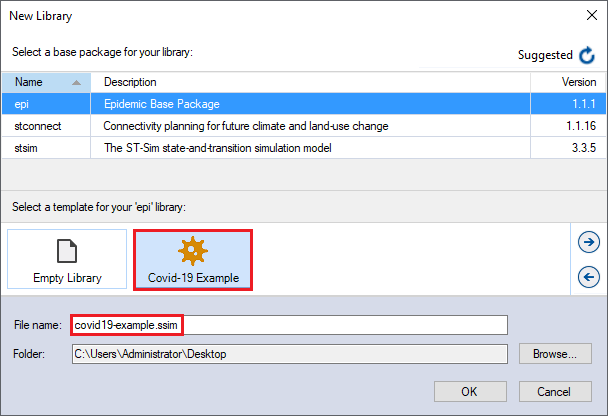 New Library
Select a base package for your library:
Suggested
Name Description Version
epi Epidemic Base Package 1.1.1
stconnect Connectivity planning for future climate and land-use change 1.1.16
stsim The ST-Sim state-and-transition simulation model 3.3.5
Select a template for your 'epi' library:
Empty Library
Covid-19 Example
File name: covid19-example.ssim
Folder: C:\Users\Administrator\Desktop
Browse...
OK
Cancel